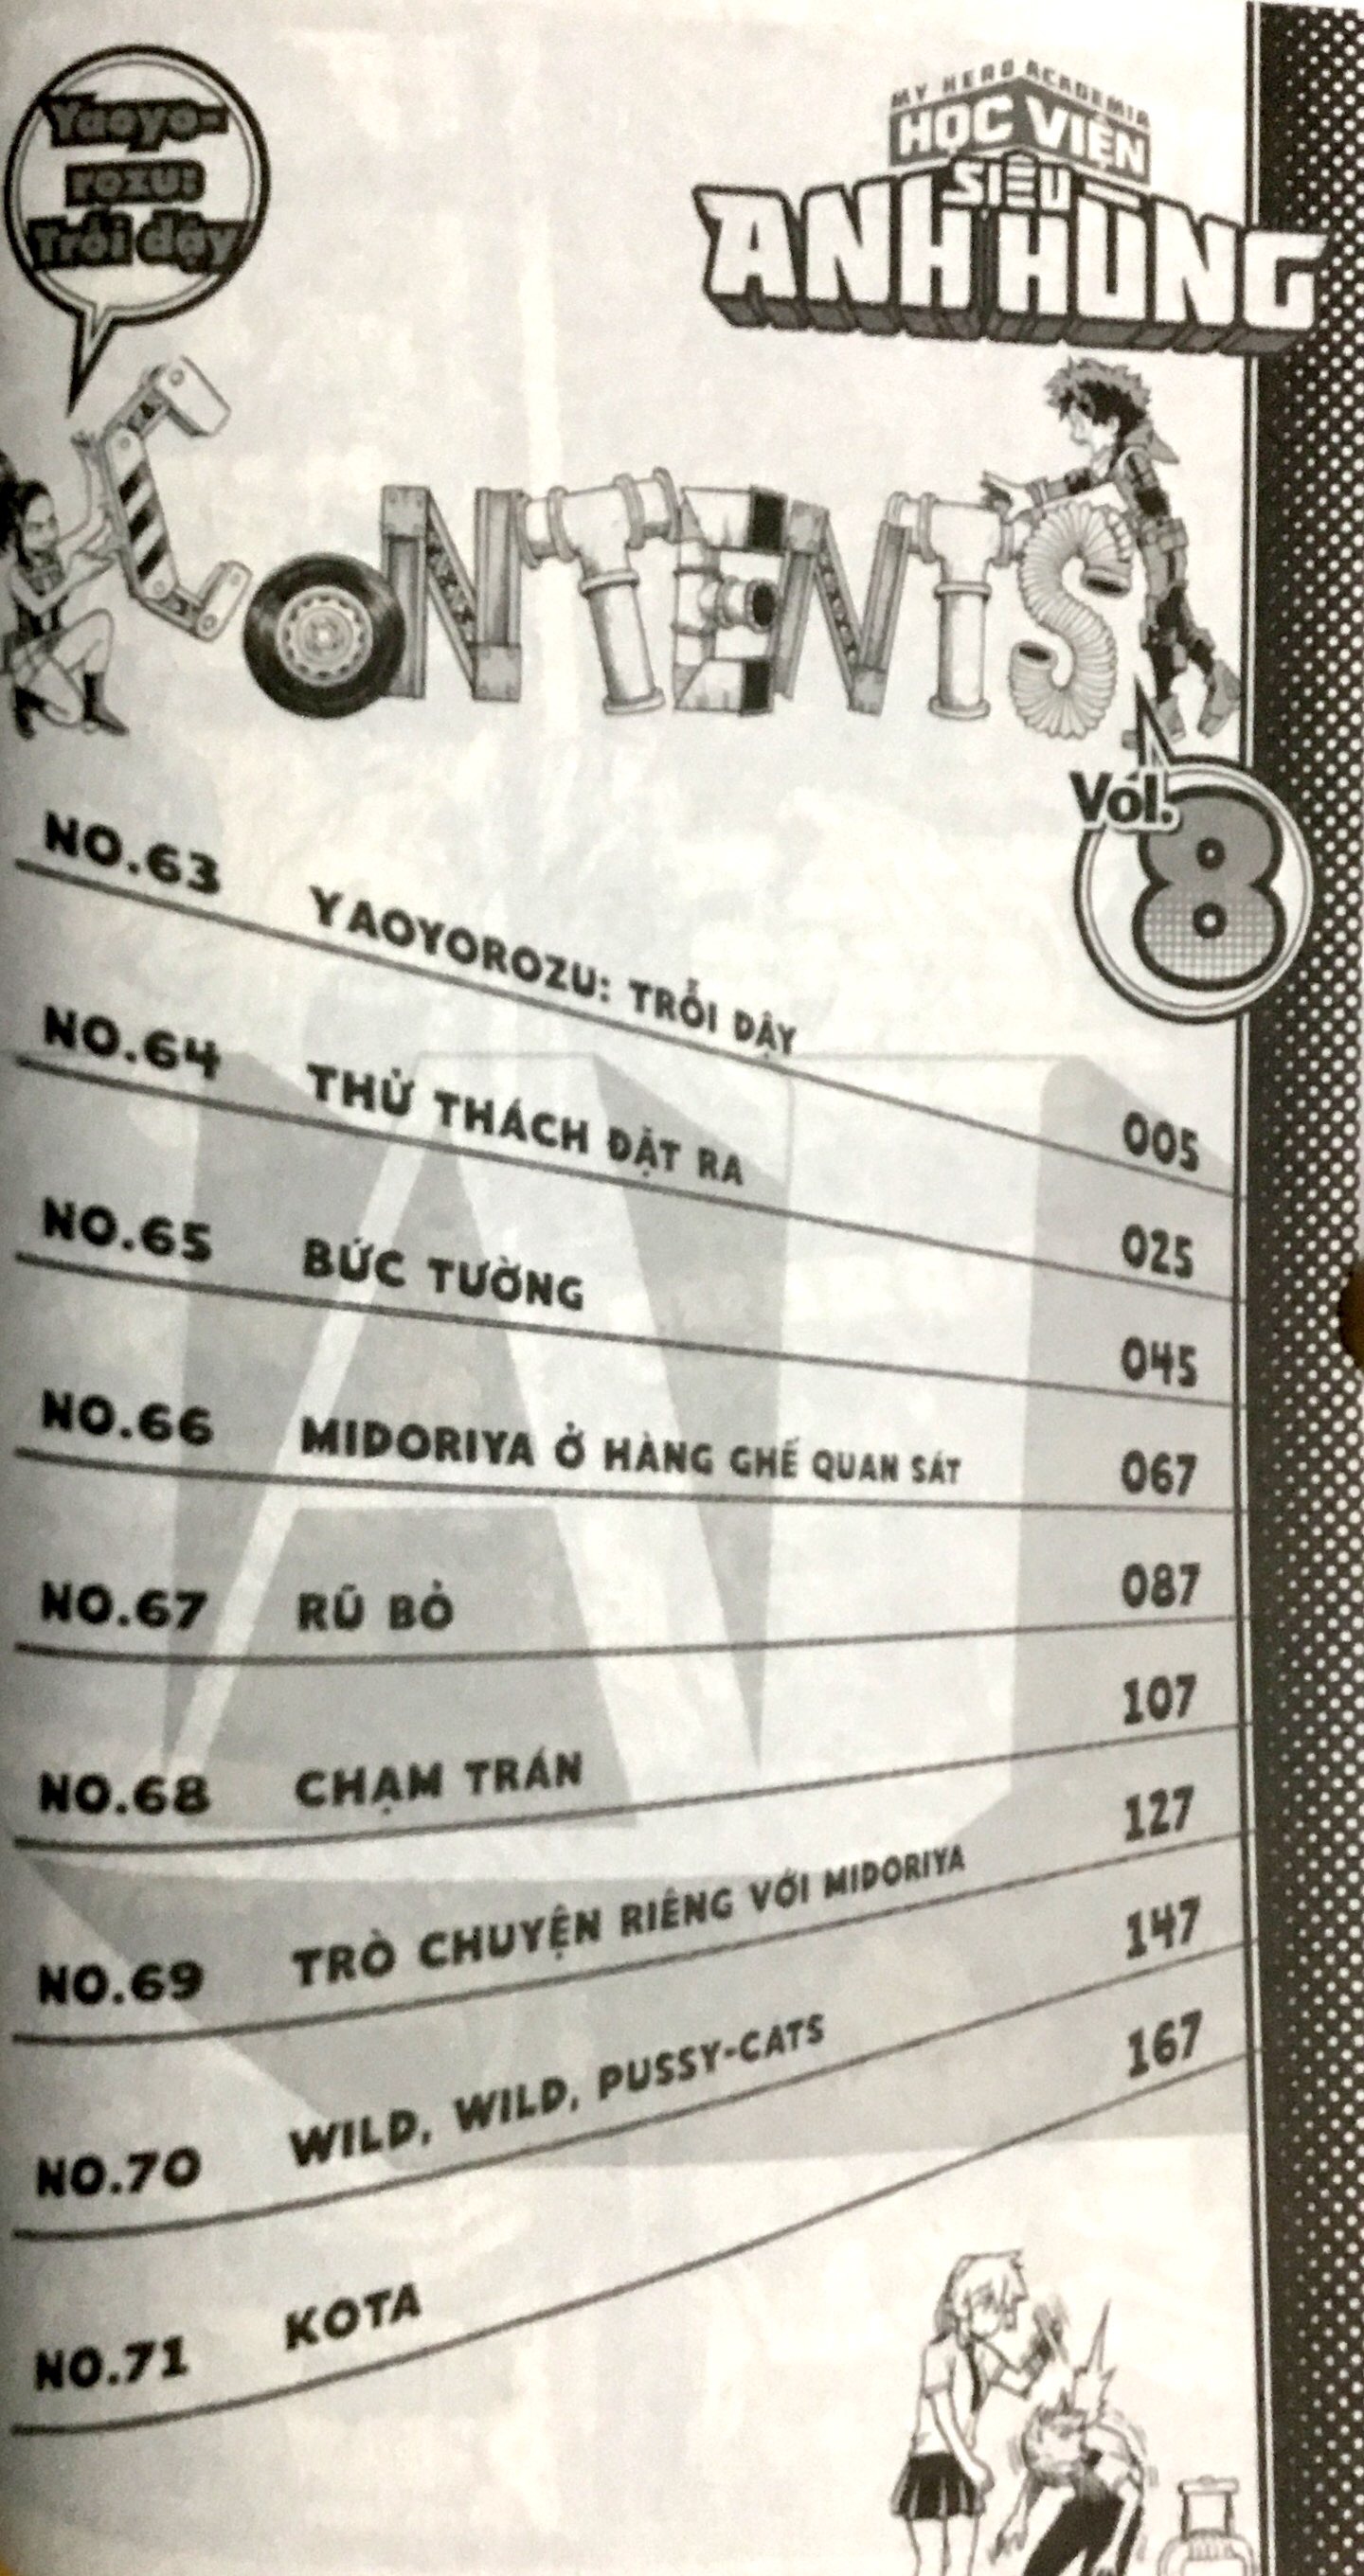 Yaoyo-
rozu:
Trỗi dậy
MY HERO ACADEMIA
HỌC VIỆN
SIÊU
ANH HÙNG
CONTENTS
Vol.
8
NO.63 YAOYOROZU: TRỖI DẬY 005
NO.64 THỬ THÁCH ĐẶT RA 025
NO.65 BỨC TƯỜNG 045
NO.66 MIDORIYA Ở HÀNG GHẾ QUAN SÁT 067
NO.67 RŨ BỎ 087
NO.68 CHẠM TRÁN 107
NO.69 TRÒ CHUYỆN RIÊNG VỚI MIDORIYA 127
NO.70 WILD, WILD, PUSSY-CATS 147
NO.71 KOTA 167